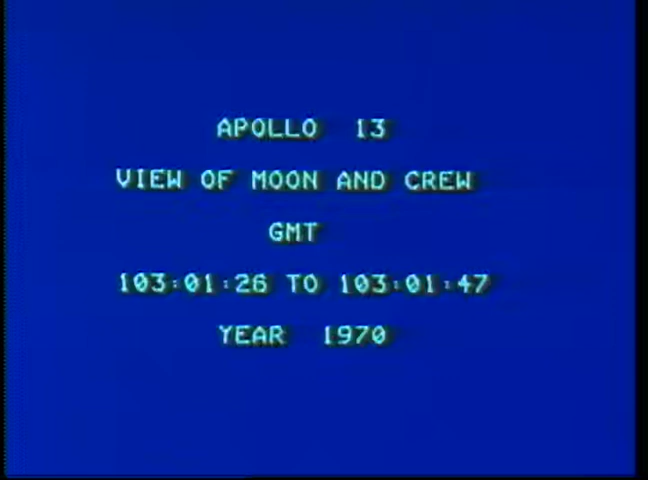 APOLLO 13
VIEW OF MOON AND CREW
GMT
103:01:26 TO 103:01:47
YEAR 1970